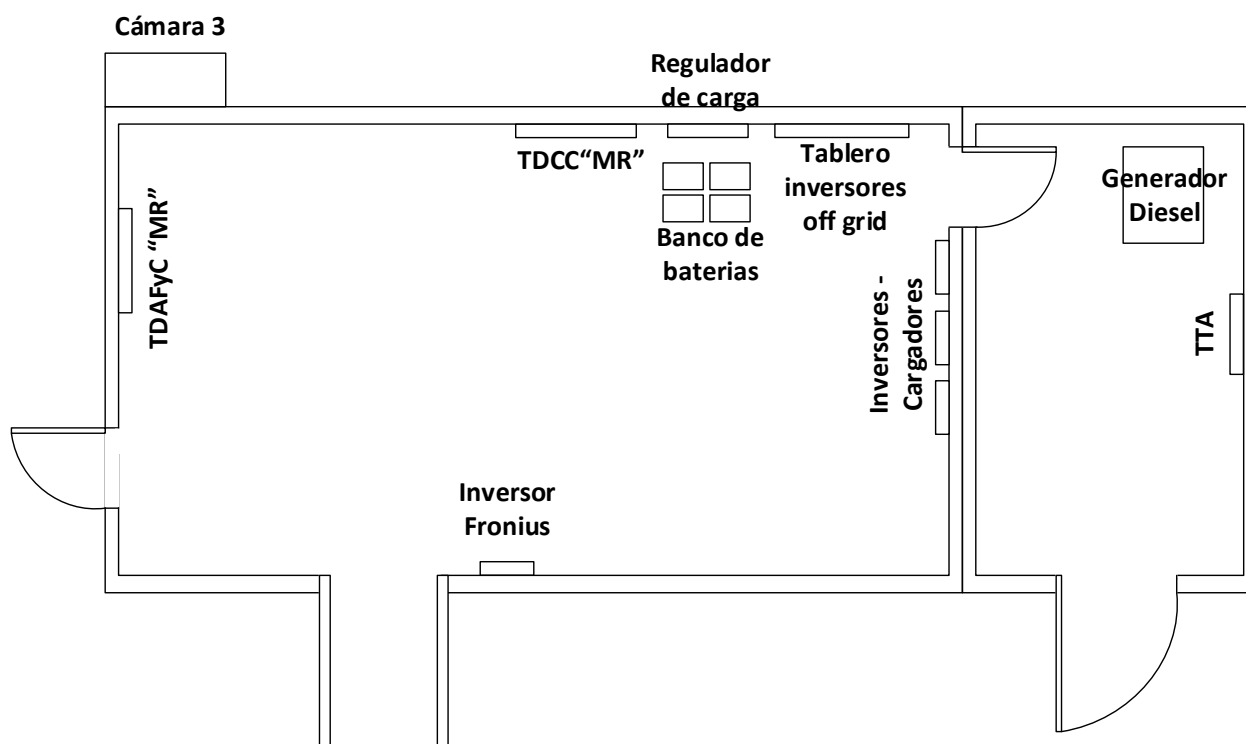 Cámara 3
Regulador
de carga
TDCC“MR”
Tablero
inversores
off grid
Banco de
baterias
TDAFyC “MR”
Inversores -
Cargadores
Generador
Diesel
TTA
Inversor
Fronius